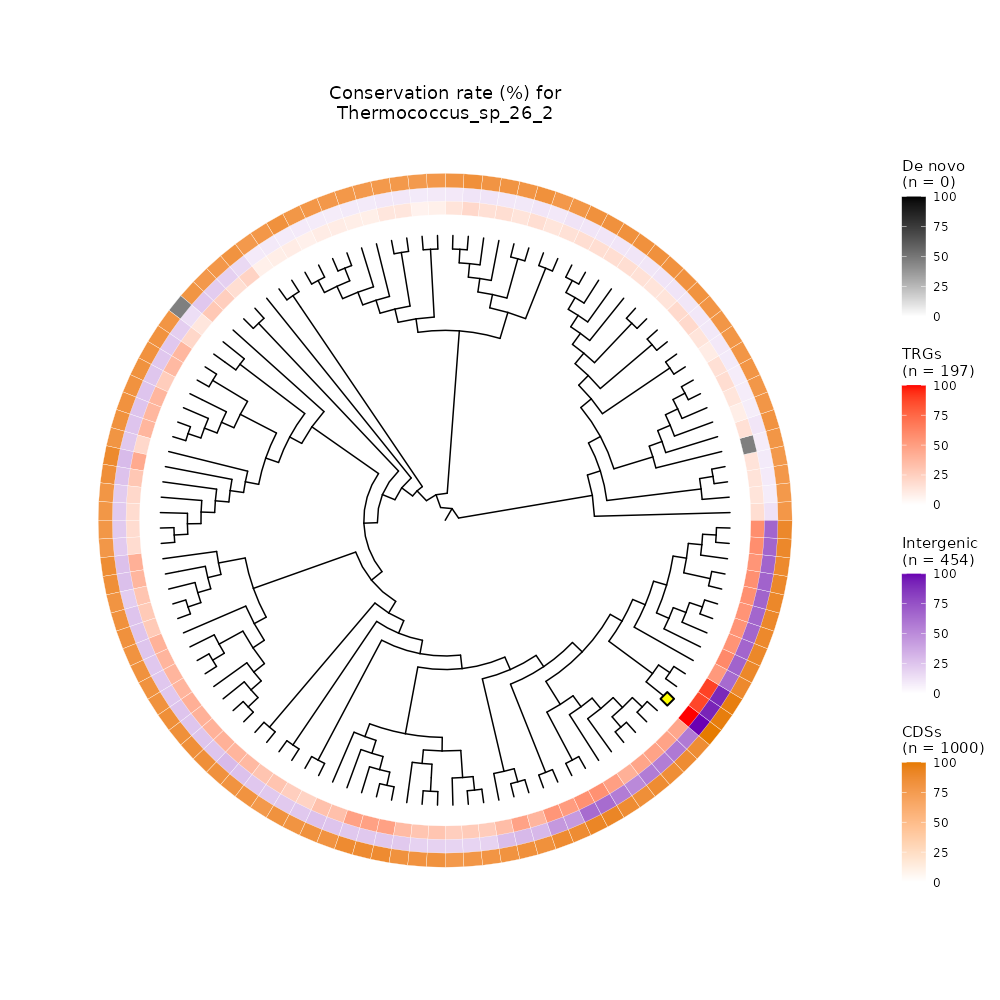 Conservation rate (%) for
Thermococcus_sp_26_2
De novo
(n = 0)
100
75
50
25
0
TRGs
(n = 197)
100
75
50
25
0
Intergenic
(n = 454)
100
75
50
25
0
CDSs
(n = 1000)
100
75
50
25
0